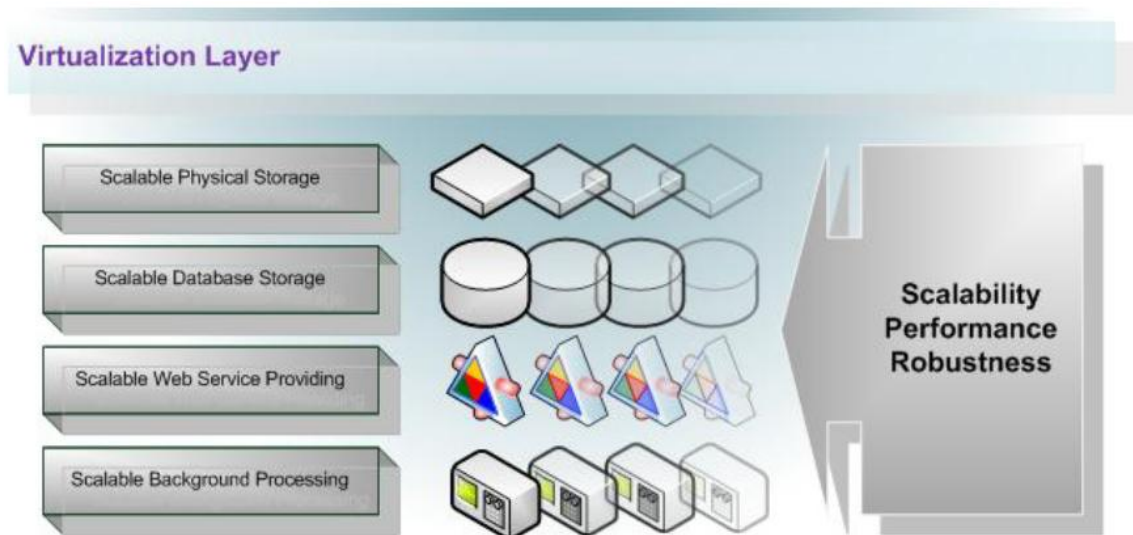 Virtualization Layer
Scalable Physical Storage
Scalable Database Storage
Scalable Web Service Providing
Scalable Background Processing
Scalability
Performance
Robustness